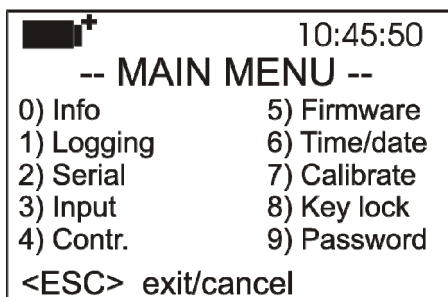 10:45:50
-- MAIN MENU --
0) Info 5) Firmware
1) Logging 6) Time/date
2) Serial 7) Calibrate
3) Input 8) Key lock
4) Contr. 9) Password
<ESC> exit/cancel